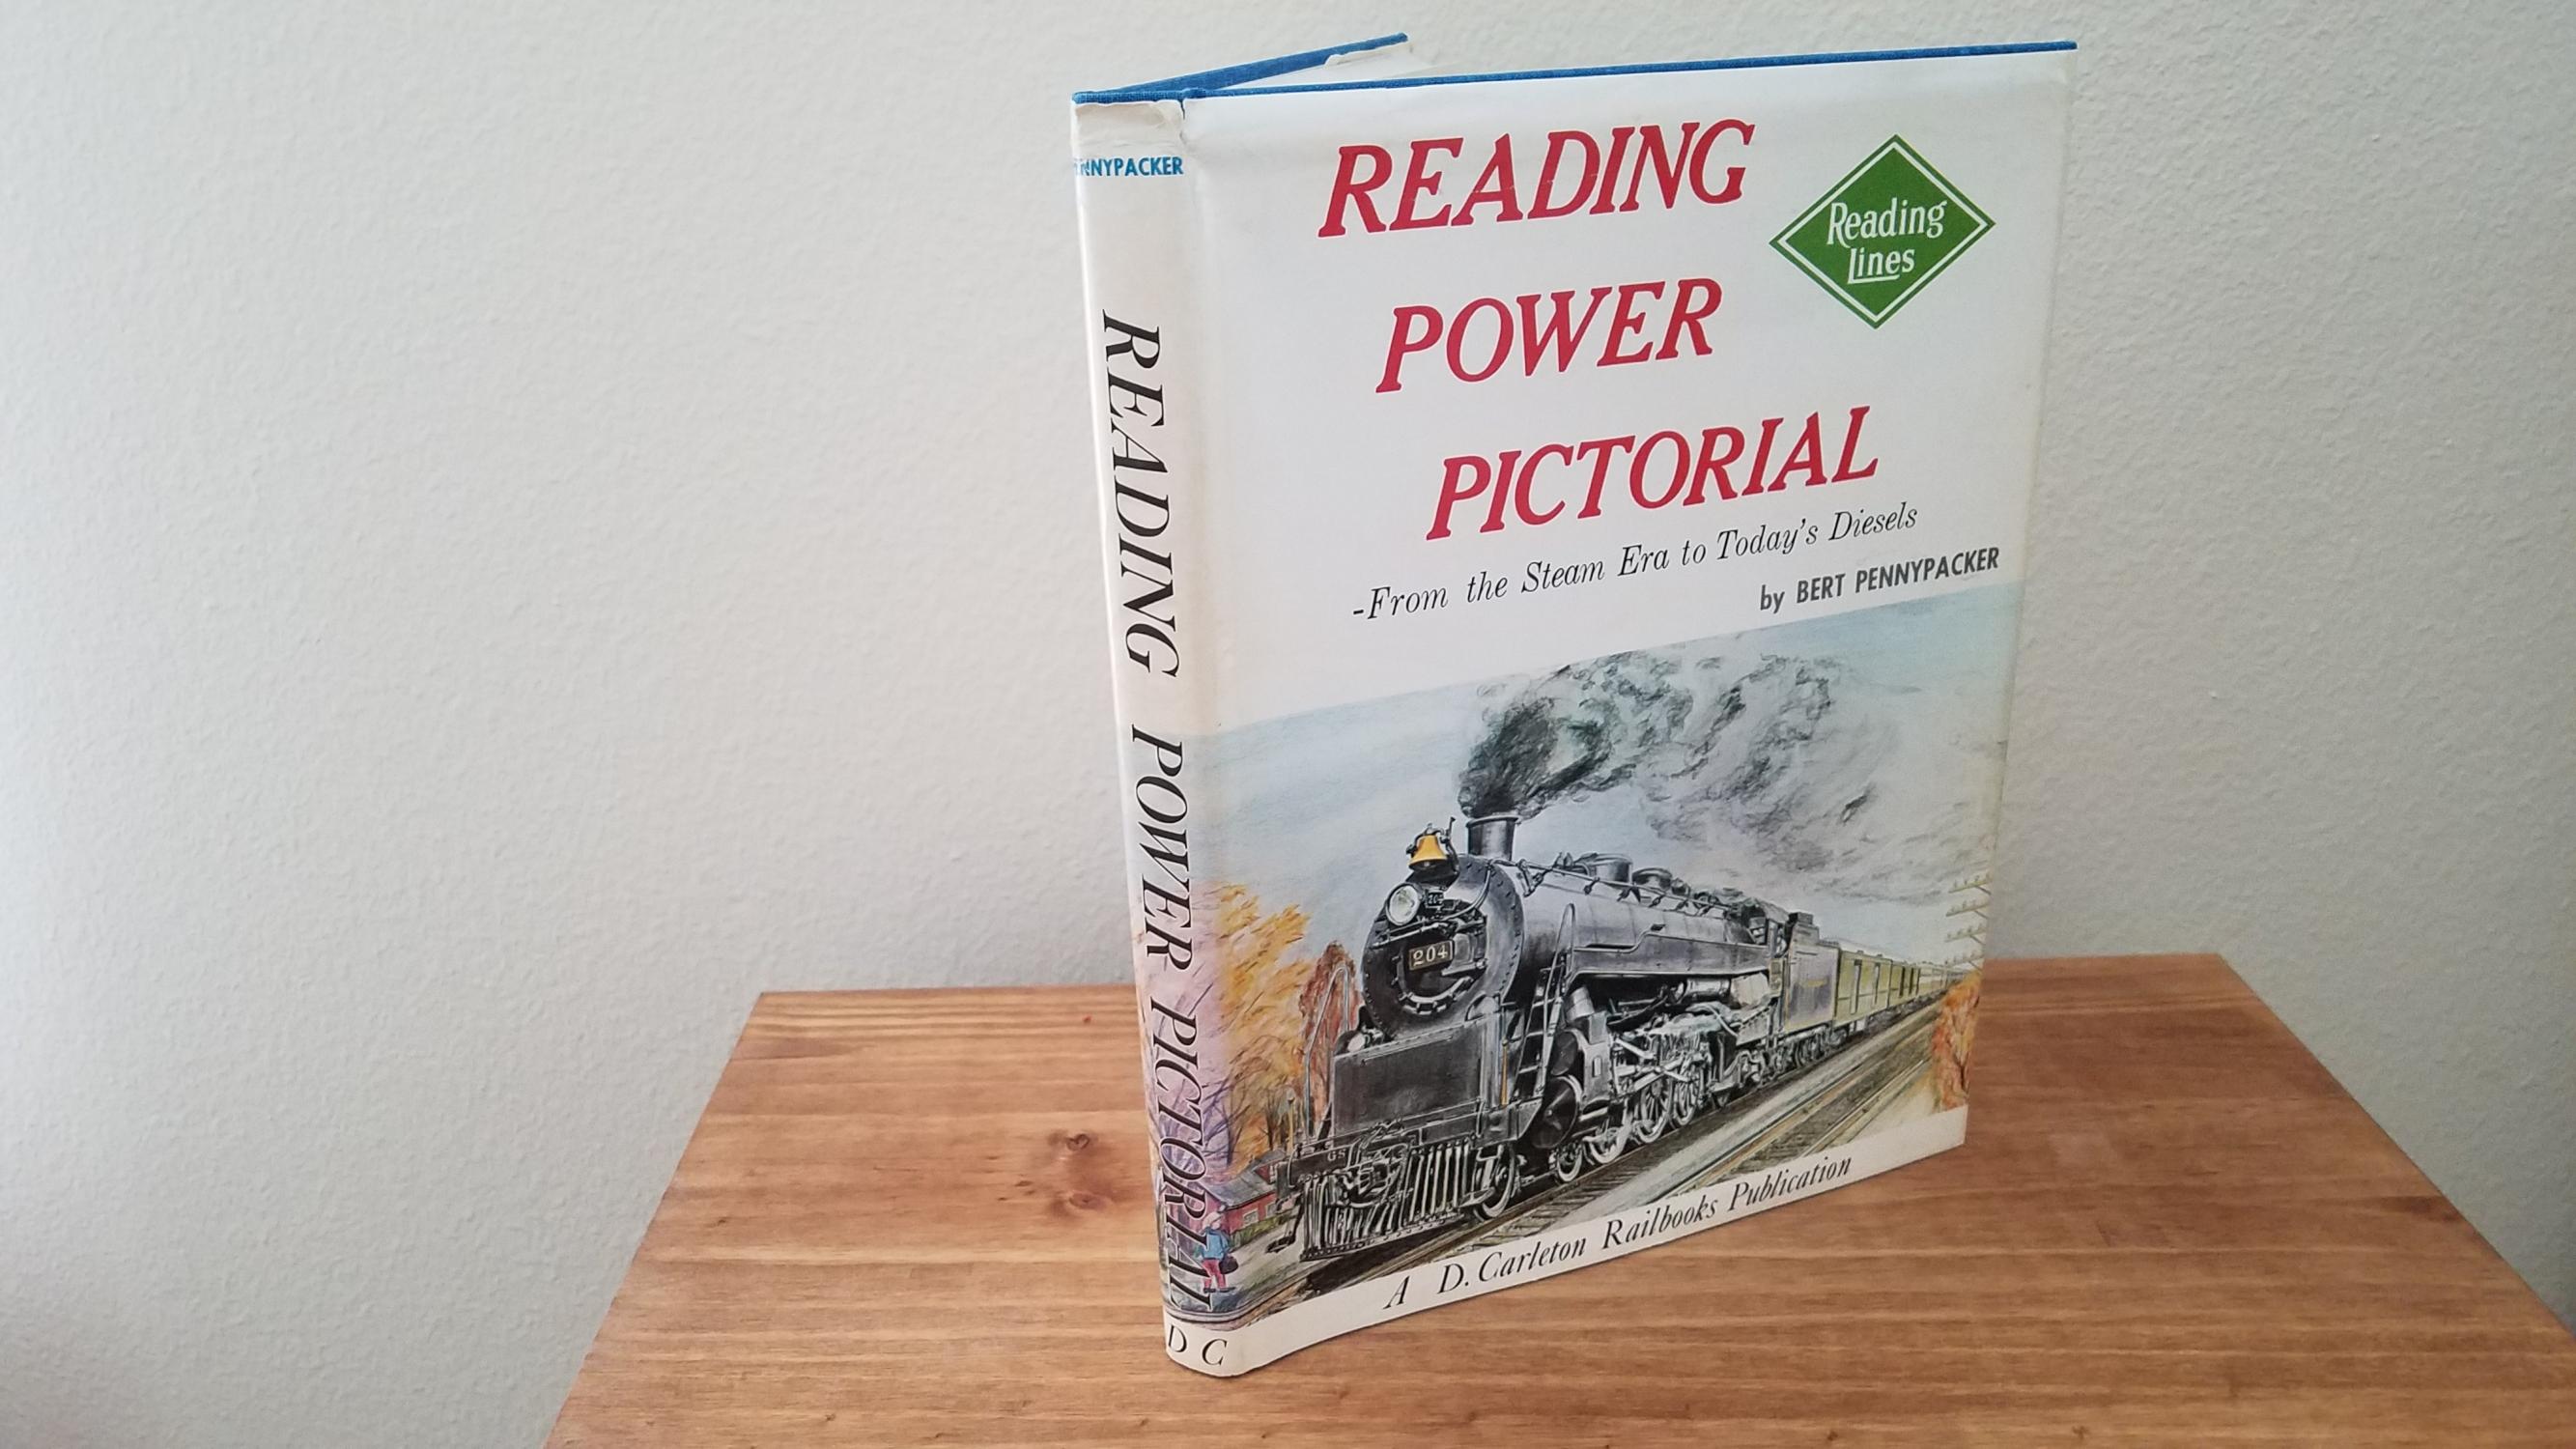 NNYPACKER
READING POWER PICTORIAL
D C
READING
POWER
PICTORIAL
Reading
Lines
-From the Steam Era to Today's Diesels
by BERT PENNYPACKER
204
A D. Carleton Railbooks Publication